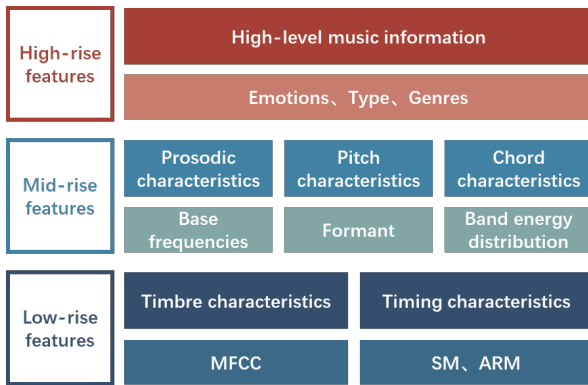 High-rise
features
High-level music information
Emotions、Type、Genres
Mid-rise
features
Prosodic
characteristics
Pitch
characteristics
Chord
characteristics
Base
frequencies
Formant
Band energy
distribution
Low-rise
features
Timbre characteristics
Timing characteristics
MFCC
SM、ARM